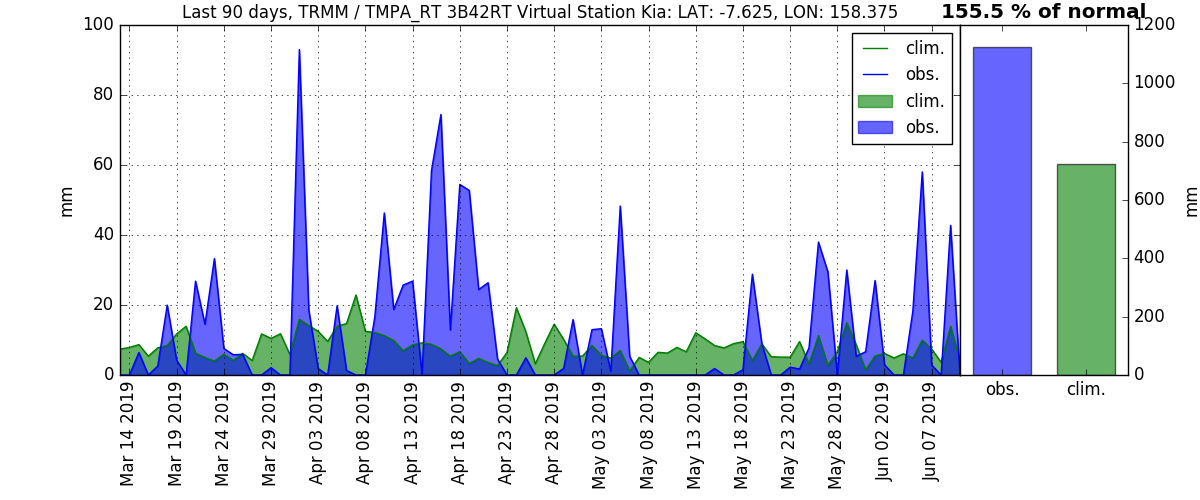 Last 90 days, TRMM / TMPA_RT 3B42RT Virtual Station Kia: LAT: -7.625, LON: 158.375
155.5 % of normal
100
80
60
40
20
0
mm
clim.
obs.
clim.
obs.
1200
1000
800
600
400
200
0
mm
obs.
clim.
Mar 14 2019
Mar 19 2019
Mar 24 2019
Mar 29 2019
Apr 03 2019
Apr 08 2019
Apr 13 2019
Apr 18 2019
Apr 23 2019
Apr 28 2019
May 03 2019
May 08 2019
May 13 2019
May 18 2019
May 23 2019
May 28 2019
Jun 02 2019
Jun 07 2019